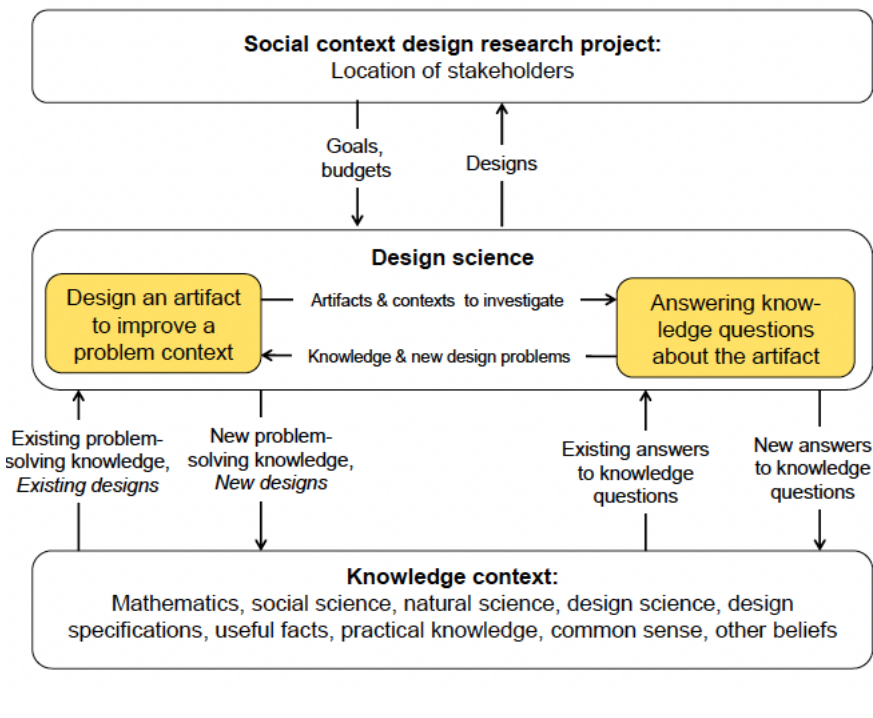 Social context design research project:
Location of stakeholders
Goals,
budgets
Designs
Design science
Design an artifact
to improve a
problem context
Artifacts & contexts to investigate
Knowledge & new design problems
Answering know-
ledge questions
about the artifact
Existing problem-
solving knowledge,
Existing designs
New problem-
solving knowledge,
New designs
Existing answers
to knowledge
questions
New answers
to knowledge
questions
Knowledge context:
Mathematics, social science, natural science, design science, design
specifications, useful facts, practical knowledge, common sense, other beliefs